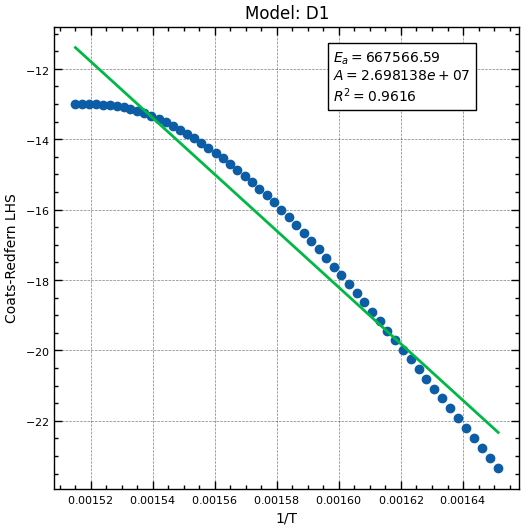 Model: D1
E_a = 667566.59
A = 2.698138e + 07
R² = 0.9616
Coats-Redfern LHS
−12
−14
−16
−18
−20
−22
0.00152 0.00154 0.00156 0.00158 0.00160 0.00162 0.00164
1/T